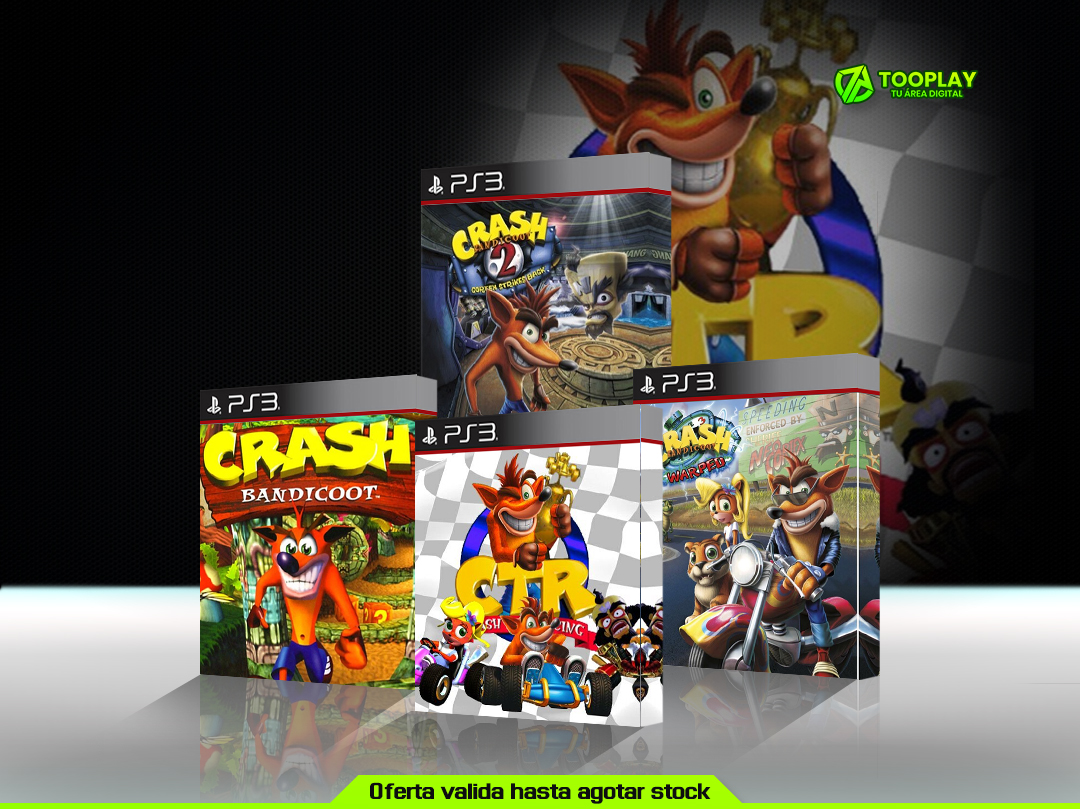 TOOPLAY
TU ÁREA DIGITAL
PS3
CRASH
BANDICOOT
2
CORTEX STRIKES BACK
PS3
CRASH
BANDICOOT
PS3
CTR
PS3
SPEEDING
ENFORCED BY
N
CRASH
BANDICOOT
WARPED
Oferta valida hasta agotar stock